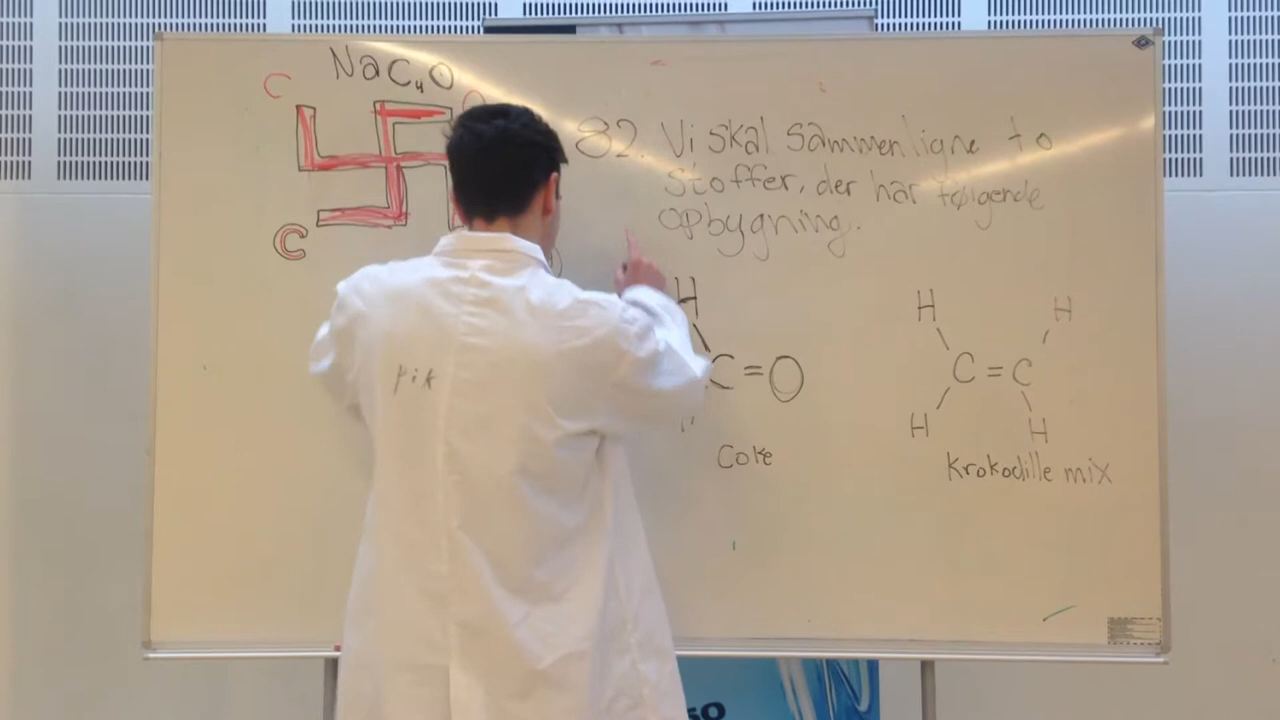 NaC4O
C
C
82. Vi skal sammenligne to
stoffer, der har følgende
opbygning.
H
C=O
Coke
H H
C=C
H H
Krokodille mix
pik